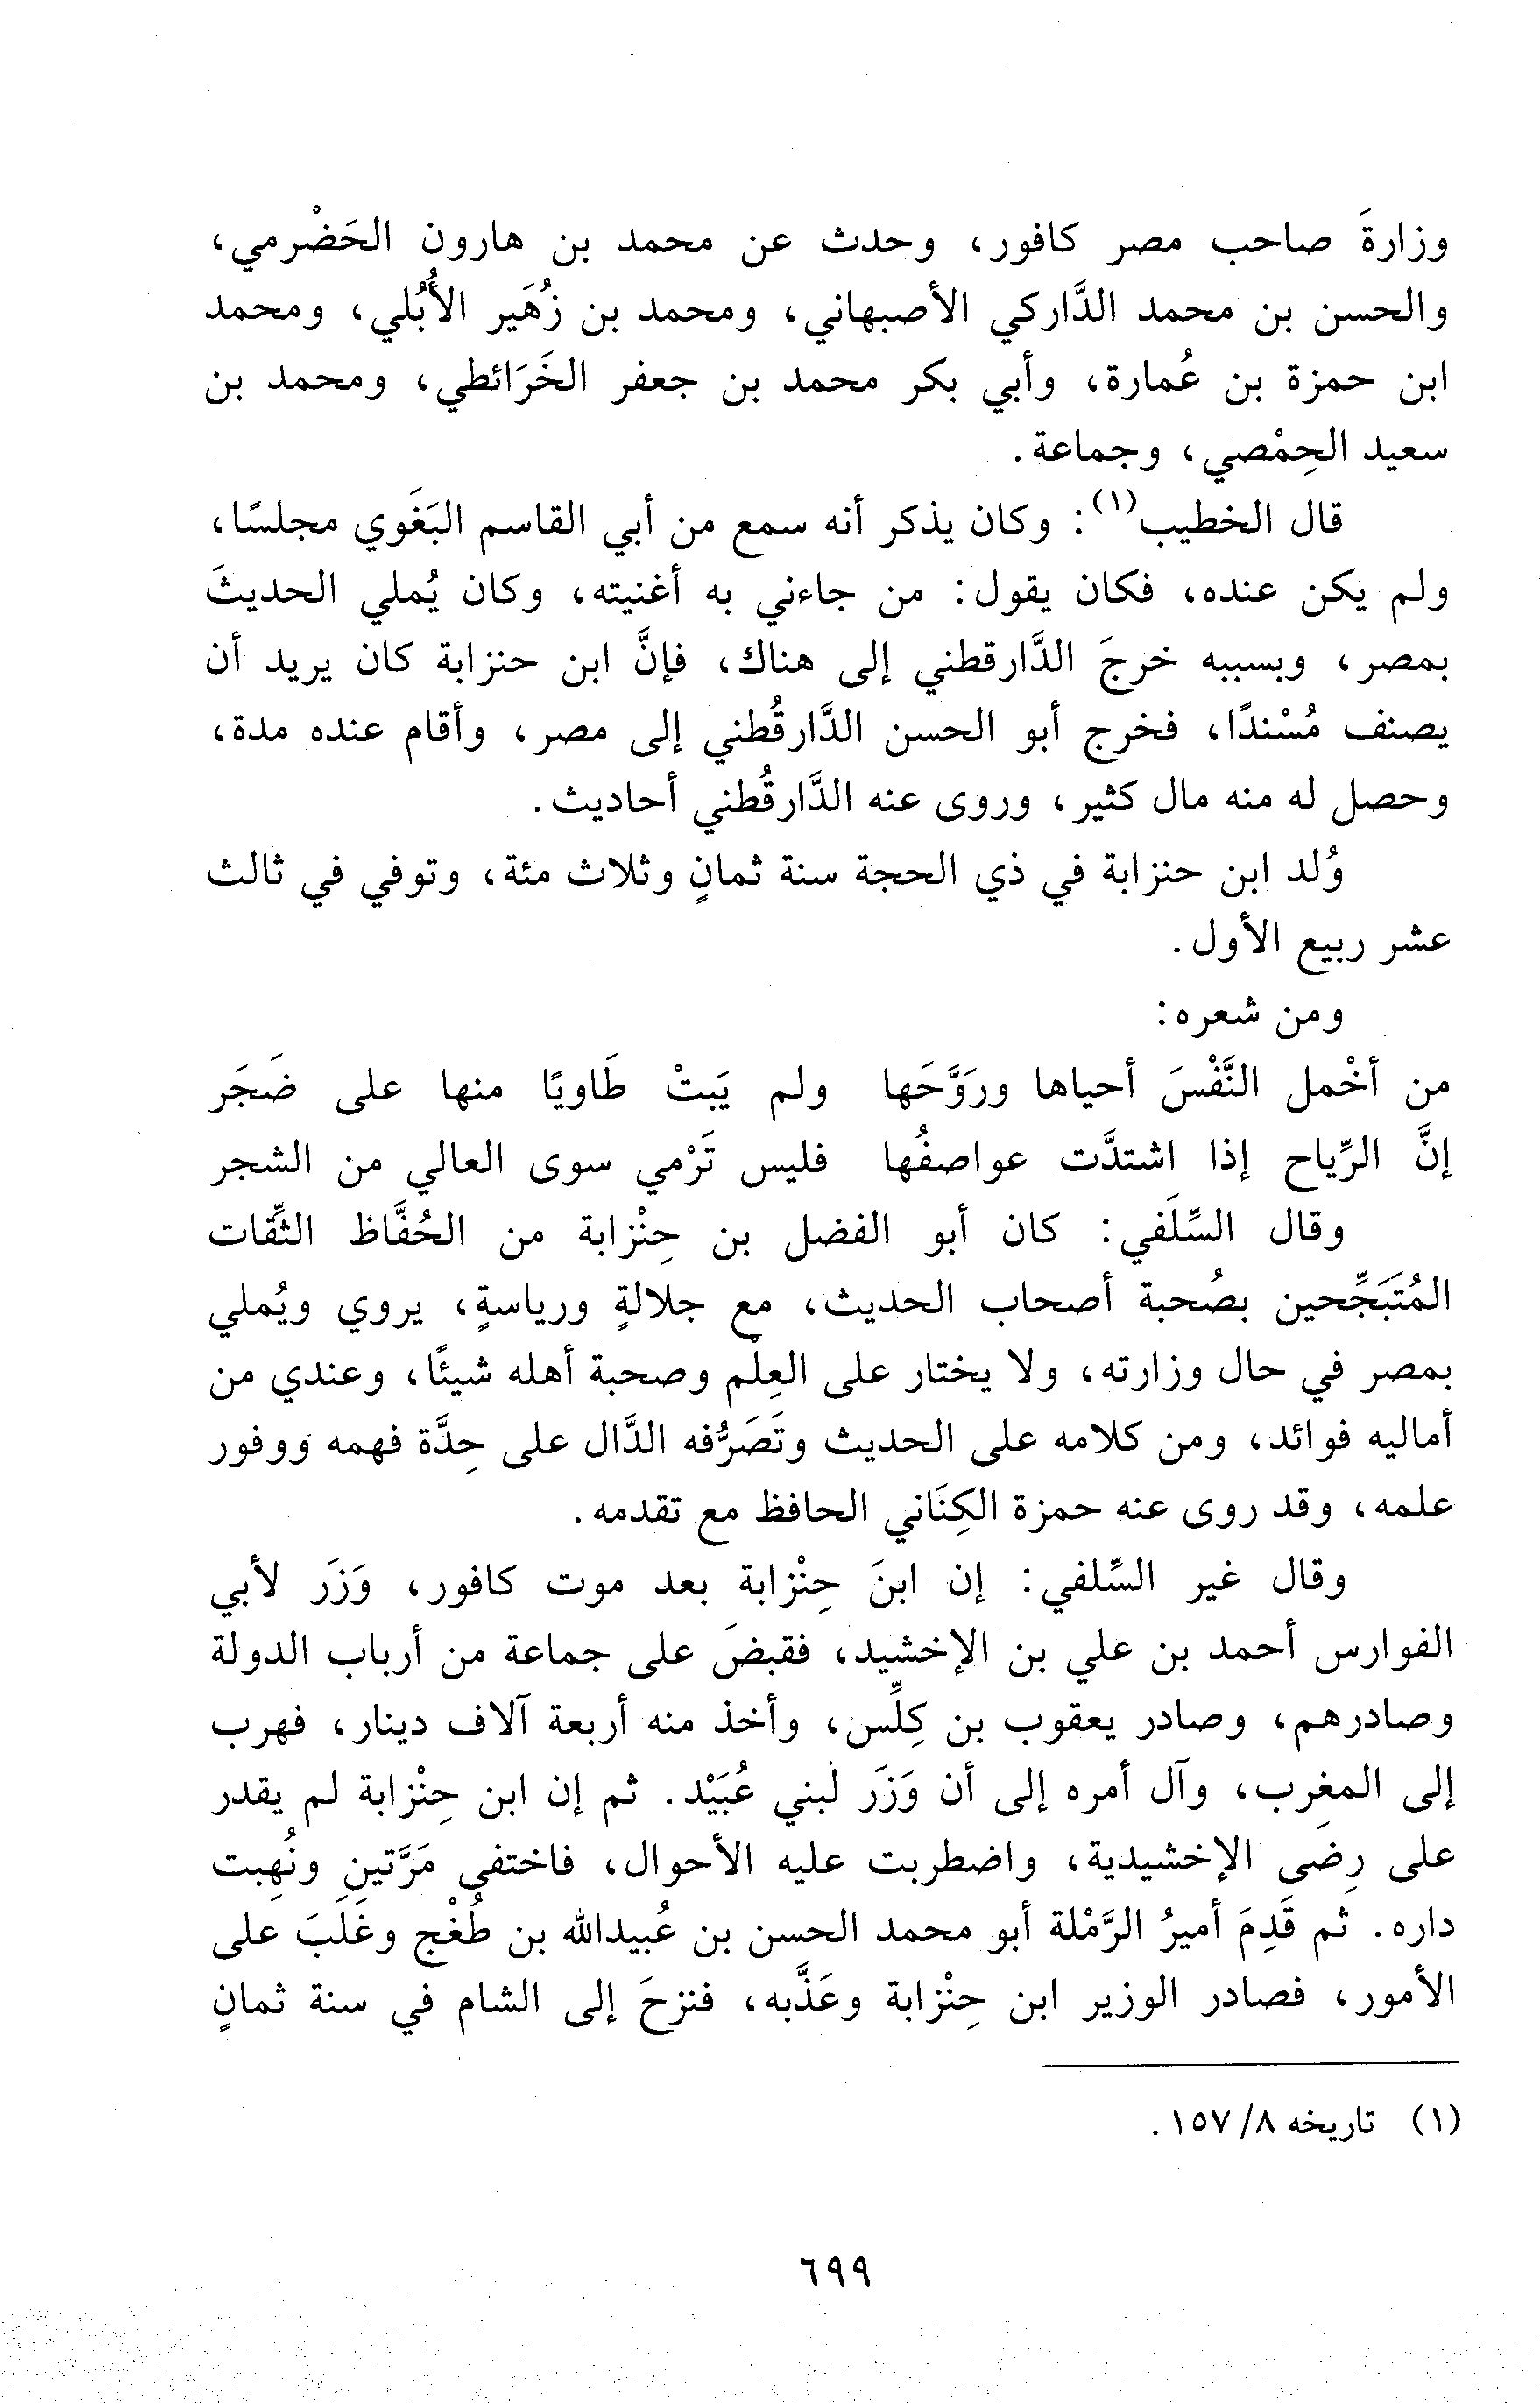 وزارةَ صاحب مصر كافور، وحدث عن محمد بن هارون الحَضْرمي،
والحسن بن محمد الدَّاركي الأصبهاني، ومحمد بن زُهَير الأُبُلي، ومحمد
ابن حمزة بن عُمارة، وأبي بكر محمد بن جعفر الخَرَائطي، ومحمد بن
سعيد الحِمْصي، وجماعة.
قال الخطيب(١): وكان يذكر أنه سمع من أبي القاسم البَغَوي مجلسًا،
ولم يكن عنده، فكان يقول: من جاءني به أغنيته، وكان يُملي الحديثَ
بمصر، وبسببه خرجَ الدَّارقطني إلى هناك، فإنَّ ابن حنزابة كان يريد أن
يصنف مُسْندًا، فخرج أبو الحسن الدَّارقُطني إلى مصر، وأقام عنده مدة،
وحصل له منه مال كثير، وروى عنه الدَّارقُطني أحاديث.
وُلد ابن حنزابة في ذي الحجة سنة ثمانٍ وثلاث مئة، وتوفي في ثالث
عشر ربيع الأول.
ومن شعره:
من أخْمل النَّفْسَ أحياها ورَوَّحَها ولم يَبتْ طَاويًا منها على ضَجَر
إنَّ الرِّياح إذا اشتدَّت عواصفُها فليس تَرْمي سوى العالي من الشجر
وقال السِّلَفي: كان أبو الفضل بن حِنْزابة من الحُفَّاظ الثِّقات
المُتَبَجِّحين بصُحبة أصحاب الحديث، مع جلالةٍ ورياسةٍ، يروي ويُملي
بمصر في حال وزارته، ولا يختار على العِلْم وصحبة أهله شيئًا، وعندي من
أماليه فوائد، ومن كلامه على الحديث وتَصَرُّفه الدَّال على حِدَّة فهمه ووفور
علمه، وقد روى عنه حمزة الكِنَاني الحافظ مع تقدمه.
وقال غير السِّلفي: إن ابنَ حِنْزابة بعد موت كافور، وَزَر لأبي
الفوارس أحمد بن علي بن الإخشيد، فقبضَ على جماعة من أرباب الدولة
وصادرهم، وصادر يعقوب بن كِلِّس، وأخذ منه أربعة آلاف دينار، فهرب
إلى المغرِب، وآل أمره إلى أن وَزَر لبني عُبَيْد. ثم إن ابن حِنْزابة لم يقدر
على رِضى الإخشيدية، واضطربت عليه الأحوال، فاختفى مَرَّتينِ ونُهِبت
داره. ثم قَدِمَ أميرُ الرَّمْلة أبو محمد الحسن بن عُبيدالله بن طُغْج وغَلَبَ على
الأمور، فصادر الوزير ابن حِنْزابة وعَذَّبه، فنزحَ إلى الشام في سنة ثمانٍ
(١) تاريخه ٨/ ١٥٧.
٦٩٩